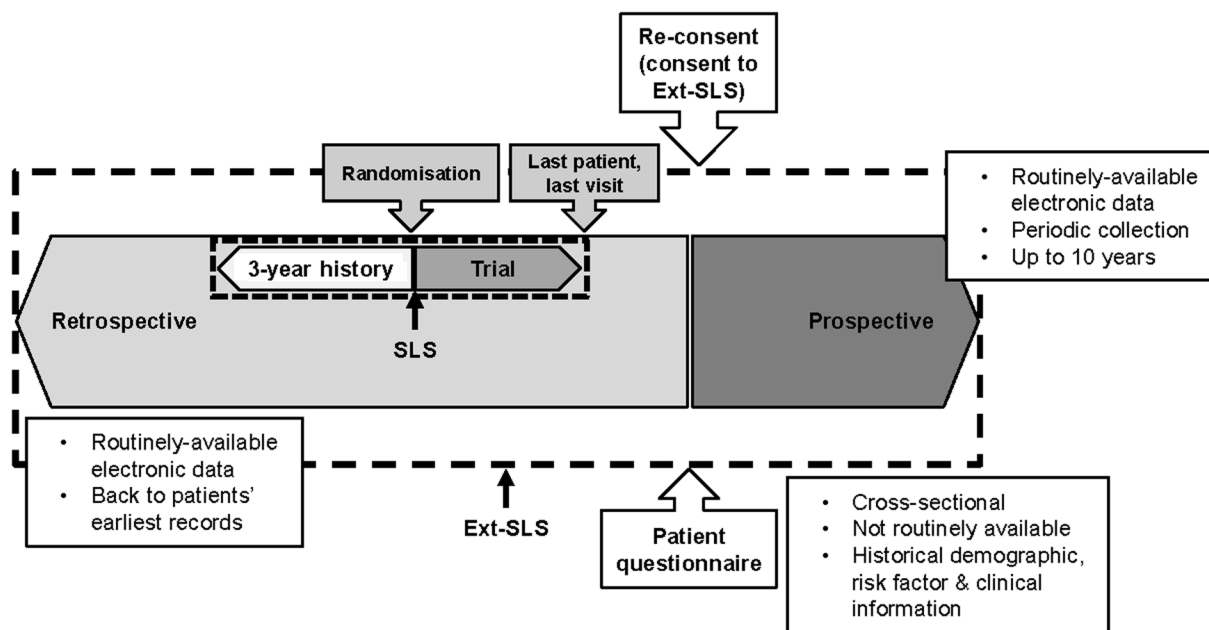 Re-consent
(consent to
Ext-SLS)
Randomisation
Last patient,
last visit
• Routinely-available
electronic data
• Periodic collection
• Up to 10 years
3-year history
Trial
Retrospective
Prospective
SLS
• Routinely-available
electronic data
• Back to patients'
earliest records
Ext-SLS
Patient
questionnaire
• Cross-sectional
• Not routinely available
• Historical demographic,
risk factor & clinical
information